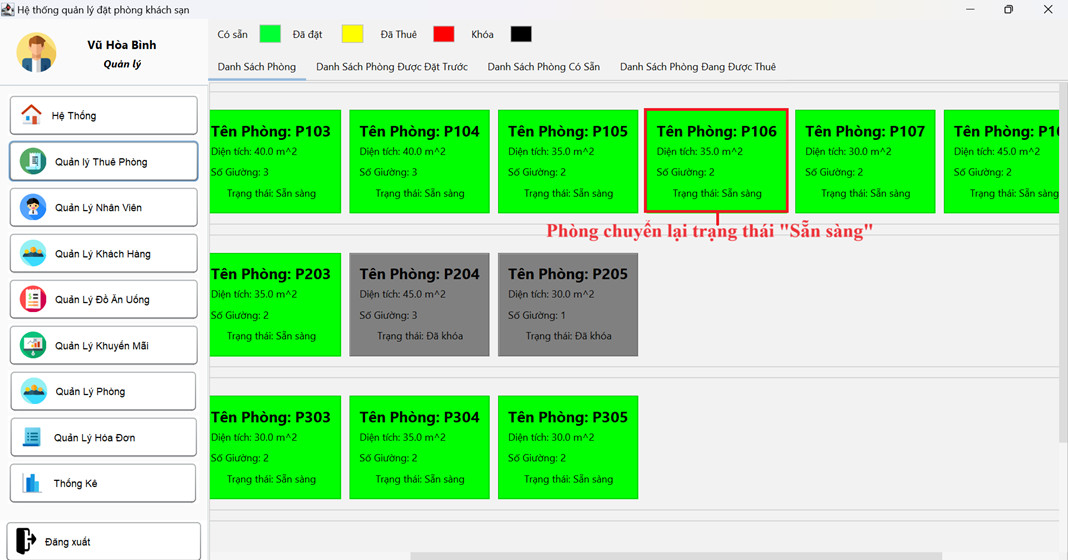 Hệ thống quản lý đặt phòng khách sạn
Vũ Hòa Bình
Quản lý
Hệ Thống
Quản lý Thuê Phòng
Quản Lý Nhân Viên
Quản Lý Khách Hàng
Quản Lý Đồ Ăn Uống
Quản Lý Khuyến Mãi
Quản Lý Phòng
Quản Lý Hóa Đơn
Thống Kê
Đăng xuất
Có sẵn Đã đặt Đã Thuê Khóa
Danh Sách Phòng Danh Sách Phòng Được Đặt Trước Danh Sách Phòng Có Sẵn Danh Sách Phòng Đang Được Thuê
Tên Phòng: P103
Diện tích: 40.0 m^2
Số Giường: 3
Trạng thái: Sẵn sàng
Tên Phòng: P104
Diện tích: 40.0 m^2
Số Giường: 3
Trạng thái: Sẵn sàng
Tên Phòng: P105
Diện tích: 35.0 m^2
Số Giường: 2
Trạng thái: Sẵn sàng
Tên Phòng: P106
Diện tích: 35.0 m^2
Số Giường: 2
Trạng thái: Sẵn sàng
Tên Phòng: P107
Diện tích: 30.0 m^2
Số Giường: 2
Trạng thái: Sẵn sàng
Tên Phòng:
Diện tích: 45.0 m^2
Số Giường: 2
Trạng thái: Sẵn sàng
Phòng chuyển lại trạng thái "Sẵn sàng"
Tên Phòng: P203
Diện tích: 35.0 m^2
Số Giường: 2
Trạng thái: Sẵn sàng
Tên Phòng: P204
Diện tích: 45.0 m^2
Số Giường: 3
Trạng thái: Đã khóa
Tên Phòng: P205
Diện tích: 30.0 m^2
Số Giường: 1
Trạng thái: Đã khóa
Tên Phòng: P303
Diện tích: 30.0 m^2
Số Giường: 2
Trạng thái: Sẵn sàng
Tên Phòng: P304
Diện tích: 35.0 m^2
Số Giường: 2
Trạng thái: Sẵn sàng
Tên Phòng: P305
Diện tích: 30.0 m^2
Số Giường: 2
Trạng thái: Sẵn sàng